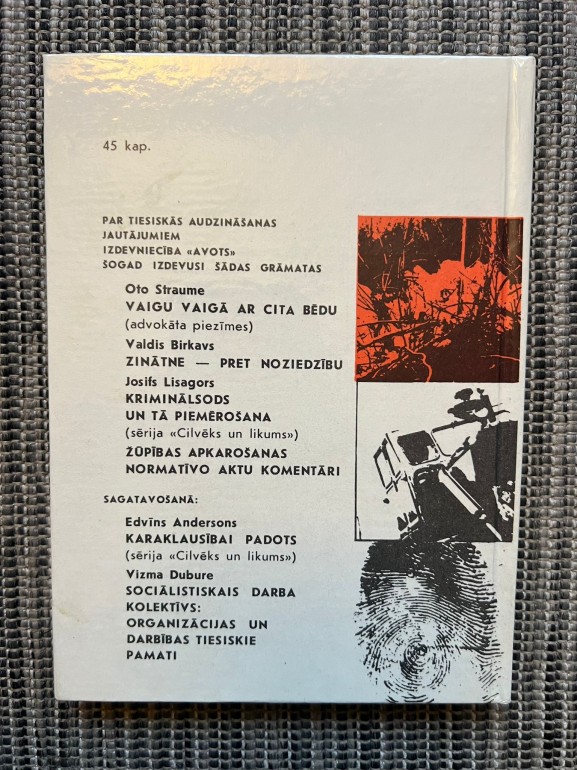 45 kap.
PAR TIESISKĀS AUDZINĀŠANAS
JAUTĀJUMIEM
IZDEVNIECĪBA «AVOTS»
ŠOGAD IZDEVUSI ŠĀDAS GRĀMATAS
Oto Straume
VAIGU VAIGĀ AR CITA BĒDU
(advokāta piezīmes)
Valdis Birkavs
ZINĀTNE — PRET NOZIEDZĪBU
Josifs Lisagors
KRIMINĀLSODS
UN TĀ PIEMĒROŠANA
(sērija «Cilvēks un likums»)
ŽŪPĪBAS APKAROŠANAS
NORMATĪVO AKTU KOMENTĀRI
SAGATAVOŠANĀ:
Edvīns Andersons
KARAKLAUSĪBAI PADOTS
(sērija «Cilvēks un likums»)
Vizma Dubure
SOCIĀLISTISKAIS DARBA
KOLEKTĪVS:
ORGANIZĀCIJAS UN
DARBĪBAS TIESISKIE
PAMATI